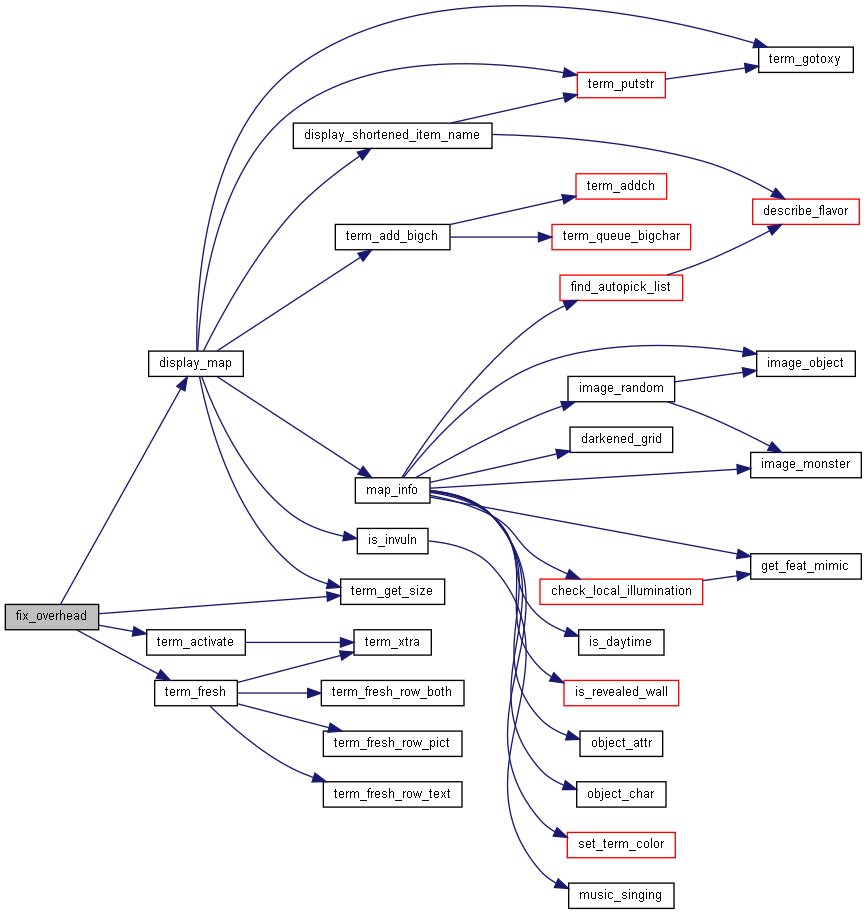 term_gotoxy
term_putstr
display_shortened_item_name
term_addch
describe_flavor
term_add_bigch
term_queue_bigchar
find_autopick_list
display_map
image_object
image_random
darkened_grid
image_monster
map_info
is_invuln
get_feat_mimic
term_get_size
check_local_illumination
fix_overhead
term_activate
term_xtra
is_daytime
term_fresh
term_fresh_row_both
is_revealed_wall
term_fresh_row_pict
object_attr
term_fresh_row_text
object_char
set_term_color
music_singing